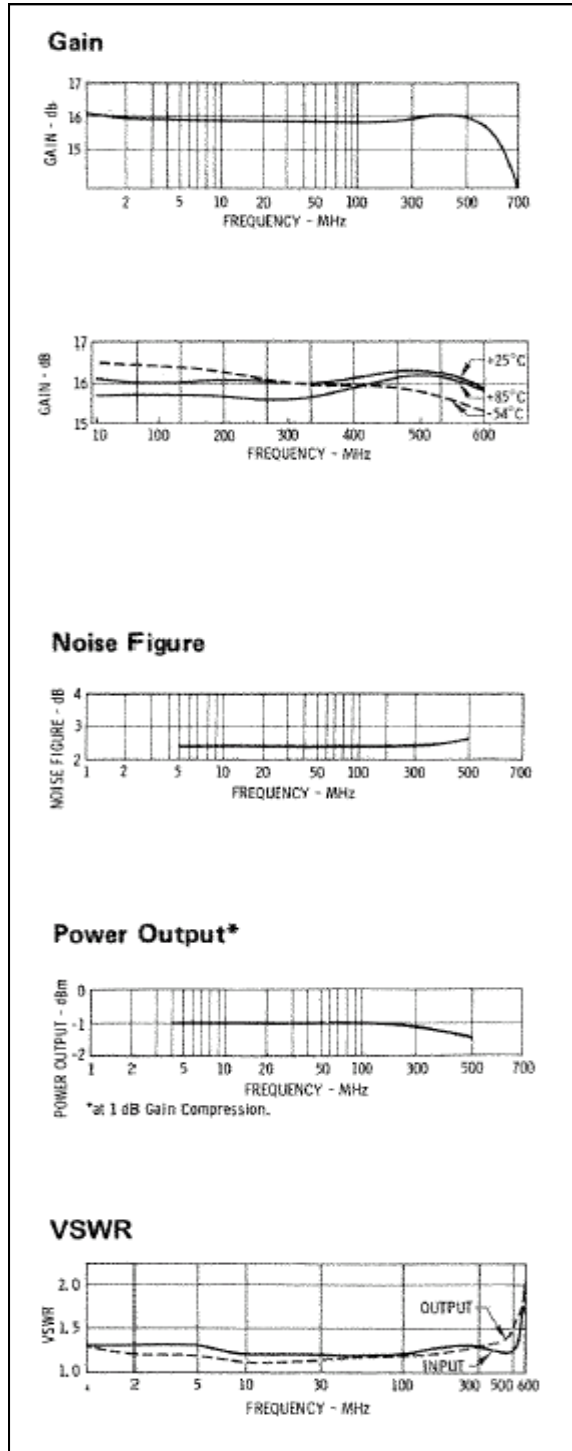 Gain
17
16
15
GAIN - db
2 5 10 20 50 100 300 500 700
FREQUENCY - MHz
17
16
15
GAIN - dB
+25°C
+85°C
-54°C
10 100 200 300 400 500 600
FREQUENCY - MHz
Noise Figure
4
3
2
NOISE FIGURE - dB
1 2 5 10 20 50 100 300 500 700
FREQUENCY - MHz
Power Output*
0
-1
-2
POWER OUTPUT - dBm
1 2 5 10 20 50 100 300 500 700
FREQUENCY - MHz
*at 1 dB Gain Compression.
VSWR
2.0
1.5
1.0
VSWR
OUTPUT
INPUT
1 2 5 10 30 100 300 500 600
FREQUENCY - MHz